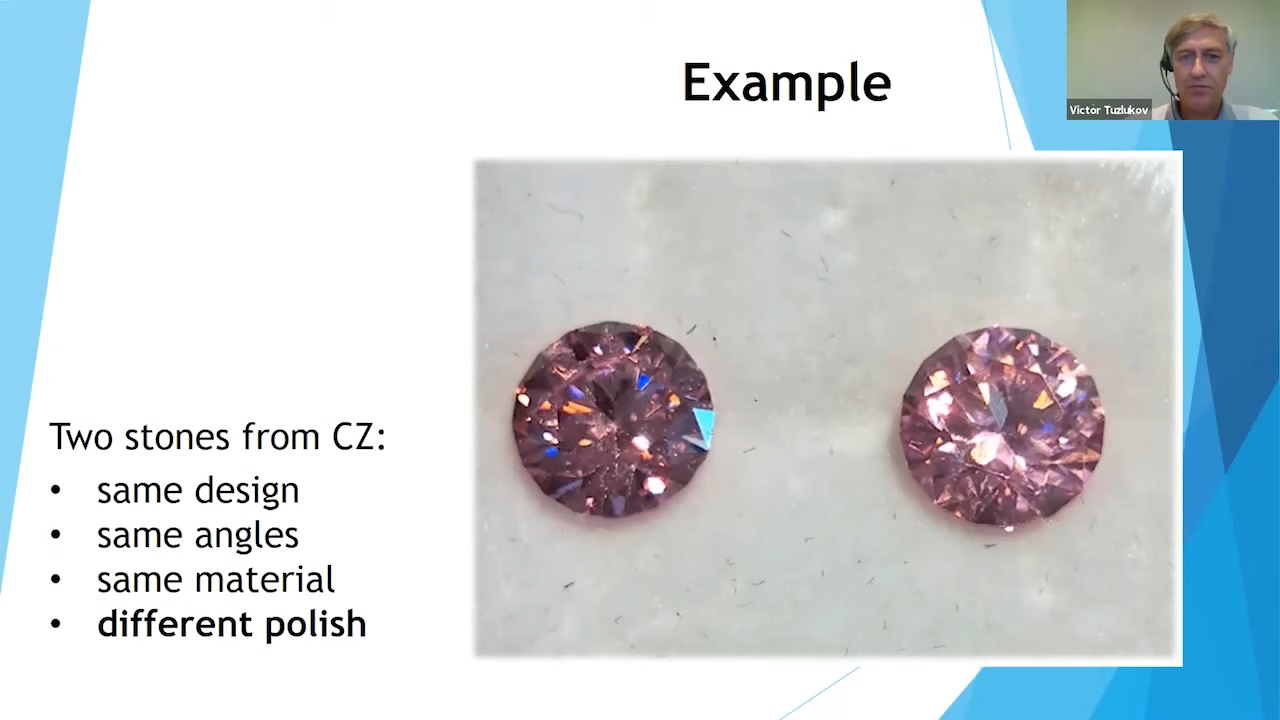 Example
Victor Tuzlukov
Two stones from CZ:
• same design
• same angles
• same material
• different polish